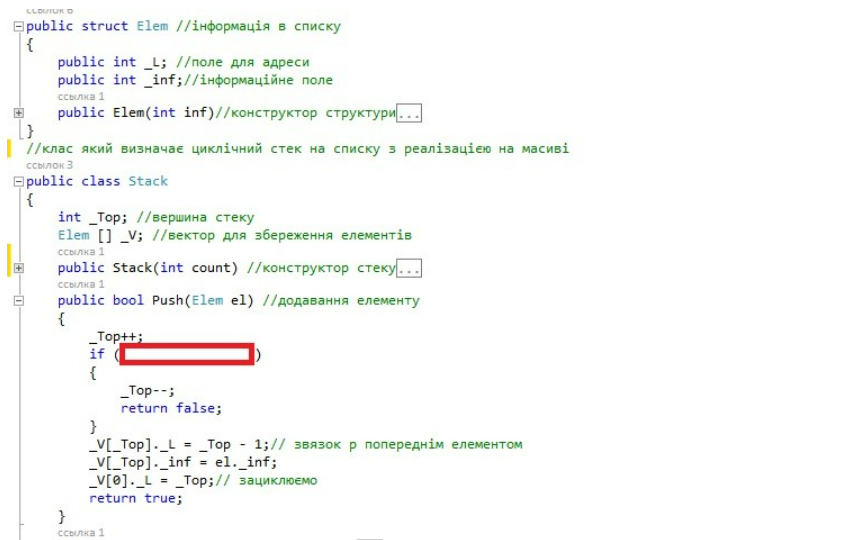 ссылок 6
public struct Elem //інформація в списку
{
public int _L; //поле для адреси
public int _inf;//інформаційне поле
ссылка 1
public Elem(int inf)//конструктор структури...
}
//клас який визначає циклічний стек на списку з реалізацією на масиві
ссылок 3
public class Stack
{
int _Top; //вершина стеку
Elem [] _V; //вектор для збереження елементів
ссылка 1
public Stack(int count) //конструктор стеку...
ссылка 1
public bool Push(Elem el) //додавання елементу
{
_Top++;
if ( )
{
_Top--;
return false;
}
_V[_Top]._L = _Top - 1;// звязок р попереднім елементом
_V[_Top]._inf = el._inf;
_V[0]._L = _Top;// зациклюємо
return true;
}
ссылка 1